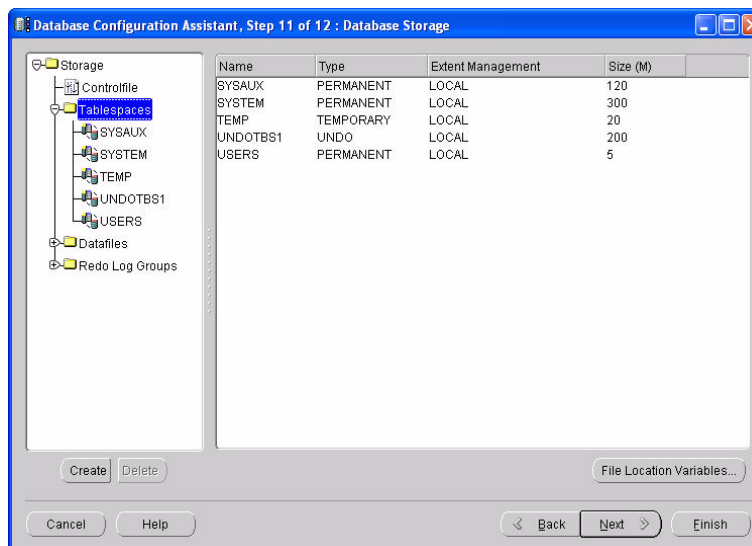 Database Configuration Assistant, Step 11 of 12 : Database Storage
Storage
Controlfile
Tablespaces
SYSAUX
SYSTEM
TEMP
UNDOTBS1
USERS
Datafiles
Redo Log Groups
Name Type Extent Management Size (M)
SYSAUX PERMANENT LOCAL 120
SYSTEM PERMANENT LOCAL 300
TEMP TEMPORARY LOCAL 20
UNDOTBS1 UNDO LOCAL 200
USERS PERMANENT LOCAL 5
Create Delete File Location Variables...
Cancel Help Back Next Finish